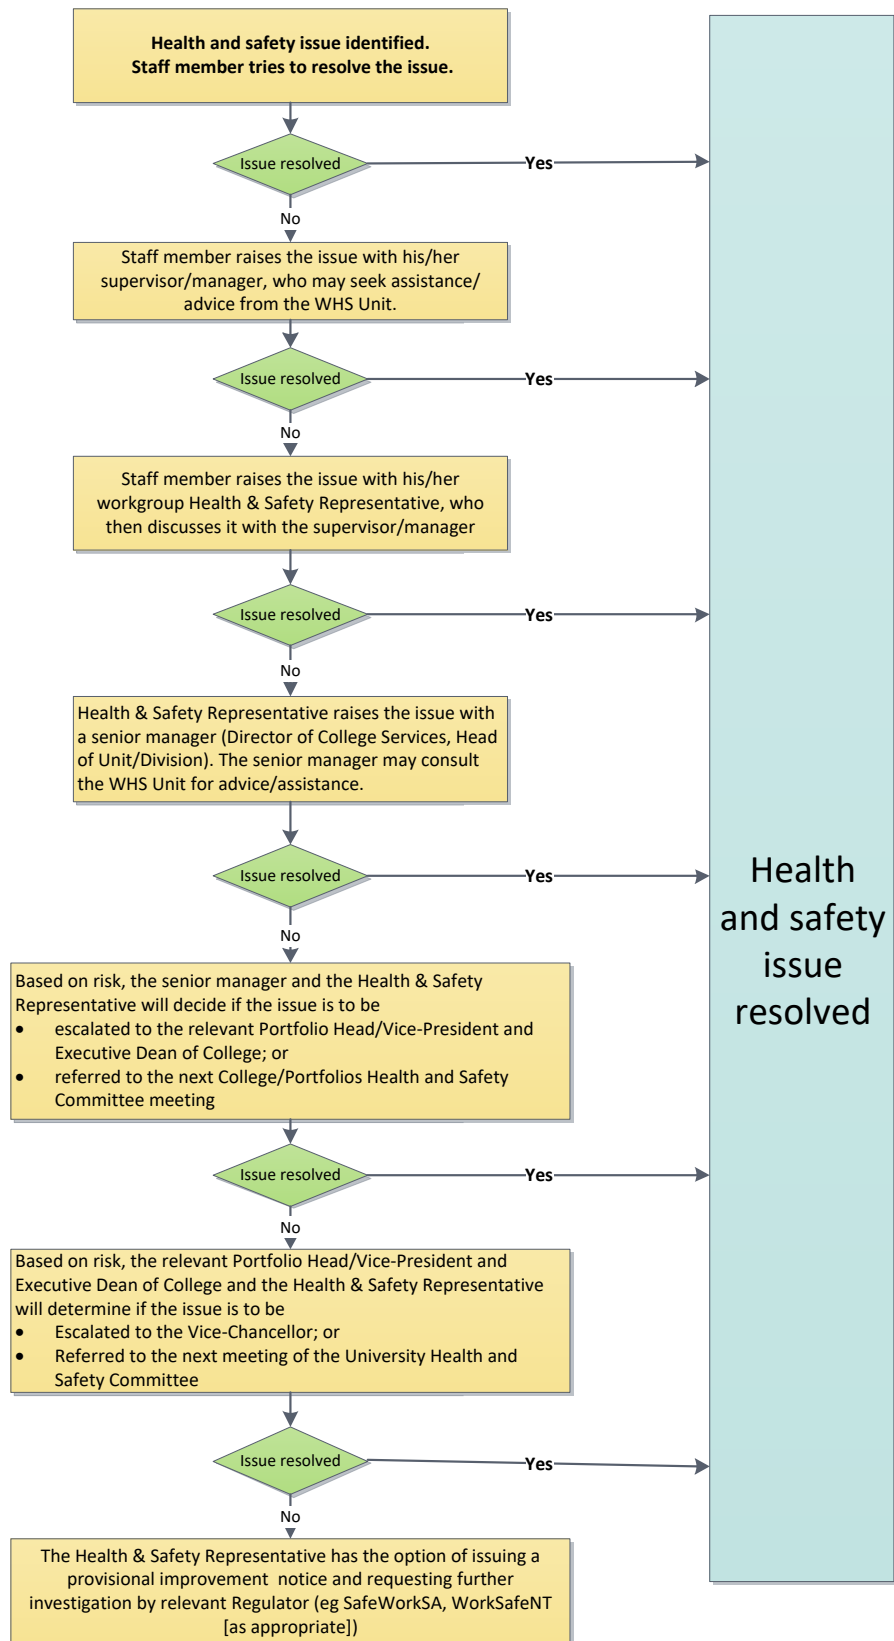 Health and safety issue identified.
Staff member tries to resolve the issue.
Issue resolved
Yes
No
Staff member raises the issue with his/her
supervisor/manager, who may seek assistance/
advice from the WHS Unit.
Issue resolved
Yes
No
Staff member raises the issue with his/her
workgroup Health & Safety Representative, who
then discusses it with the supervisor/manager
Issue resolved
Yes
No
Health & Safety Representative raises the issue with
a senior manager (Director of College Services, Head
of Unit/Division). The senior manager may consult
the WHS Unit for advice/assistance.
Issue resolved
Yes
No
Based on risk, the senior manager and the Health & Safety
Representative will decide if the issue is to be
• escalated to the relevant Portfolio Head/Vice-President and
Executive Dean of College; or
• referred to the next College/Portfolios Health and Safety
Committee meeting
Issue resolved
Yes
No
Based on risk, the relevant Portfolio Head/Vice-President and
Executive Dean of College and the Health & Safety Representative
will determine if the issue is to be
• Escalated to the Vice-Chancellor; or
• Referred to the next meeting of the University Health and
Safety Committee
Issue resolved
Yes
No
The Health & Safety Representative has the option of issuing a
provisional improvement  notice and requesting further
investigation by relevant Regulator (eg SafeWorkSA, WorkSafeNT
[as appropriate])
Health
and safety
issue
resolved